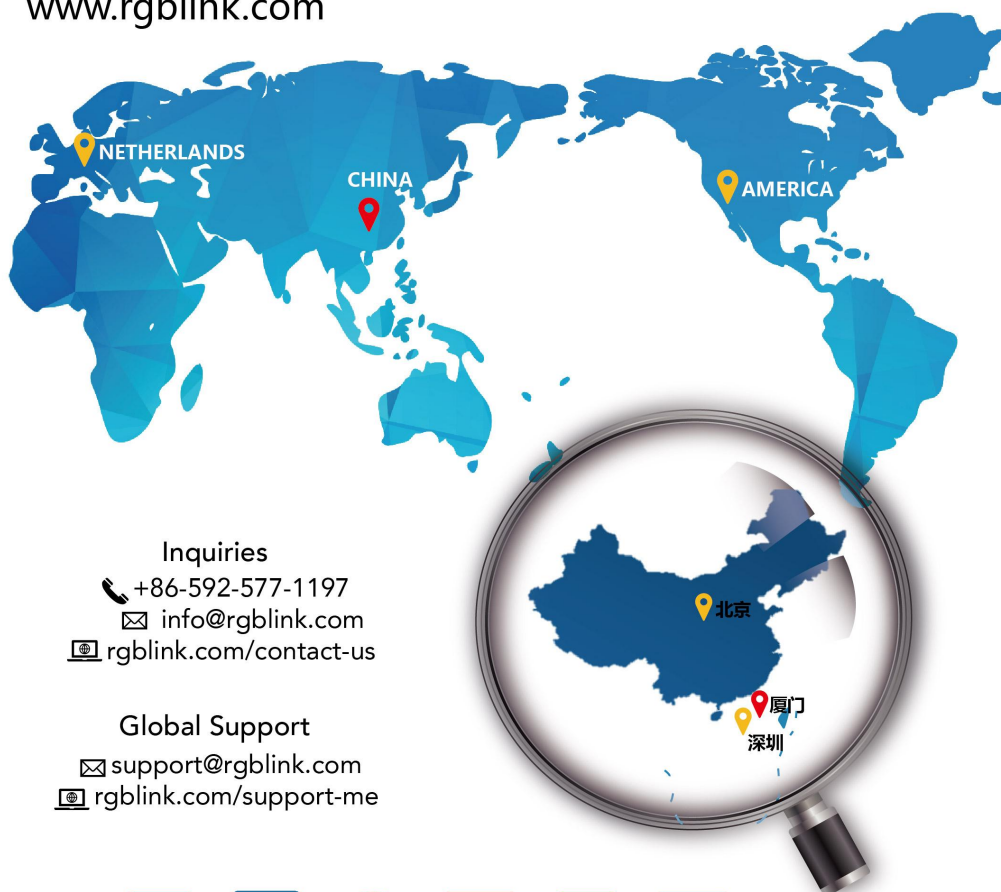 www.rgblink.com
NETHERLANDS
CHINA
AMERICA
Inquiries
+86-592-577-1197
info@rgblink.com
rgblink.com/contact-us
Global Support
support@rgblink.com
rgblink.com/support-me
北京
厦门
深圳